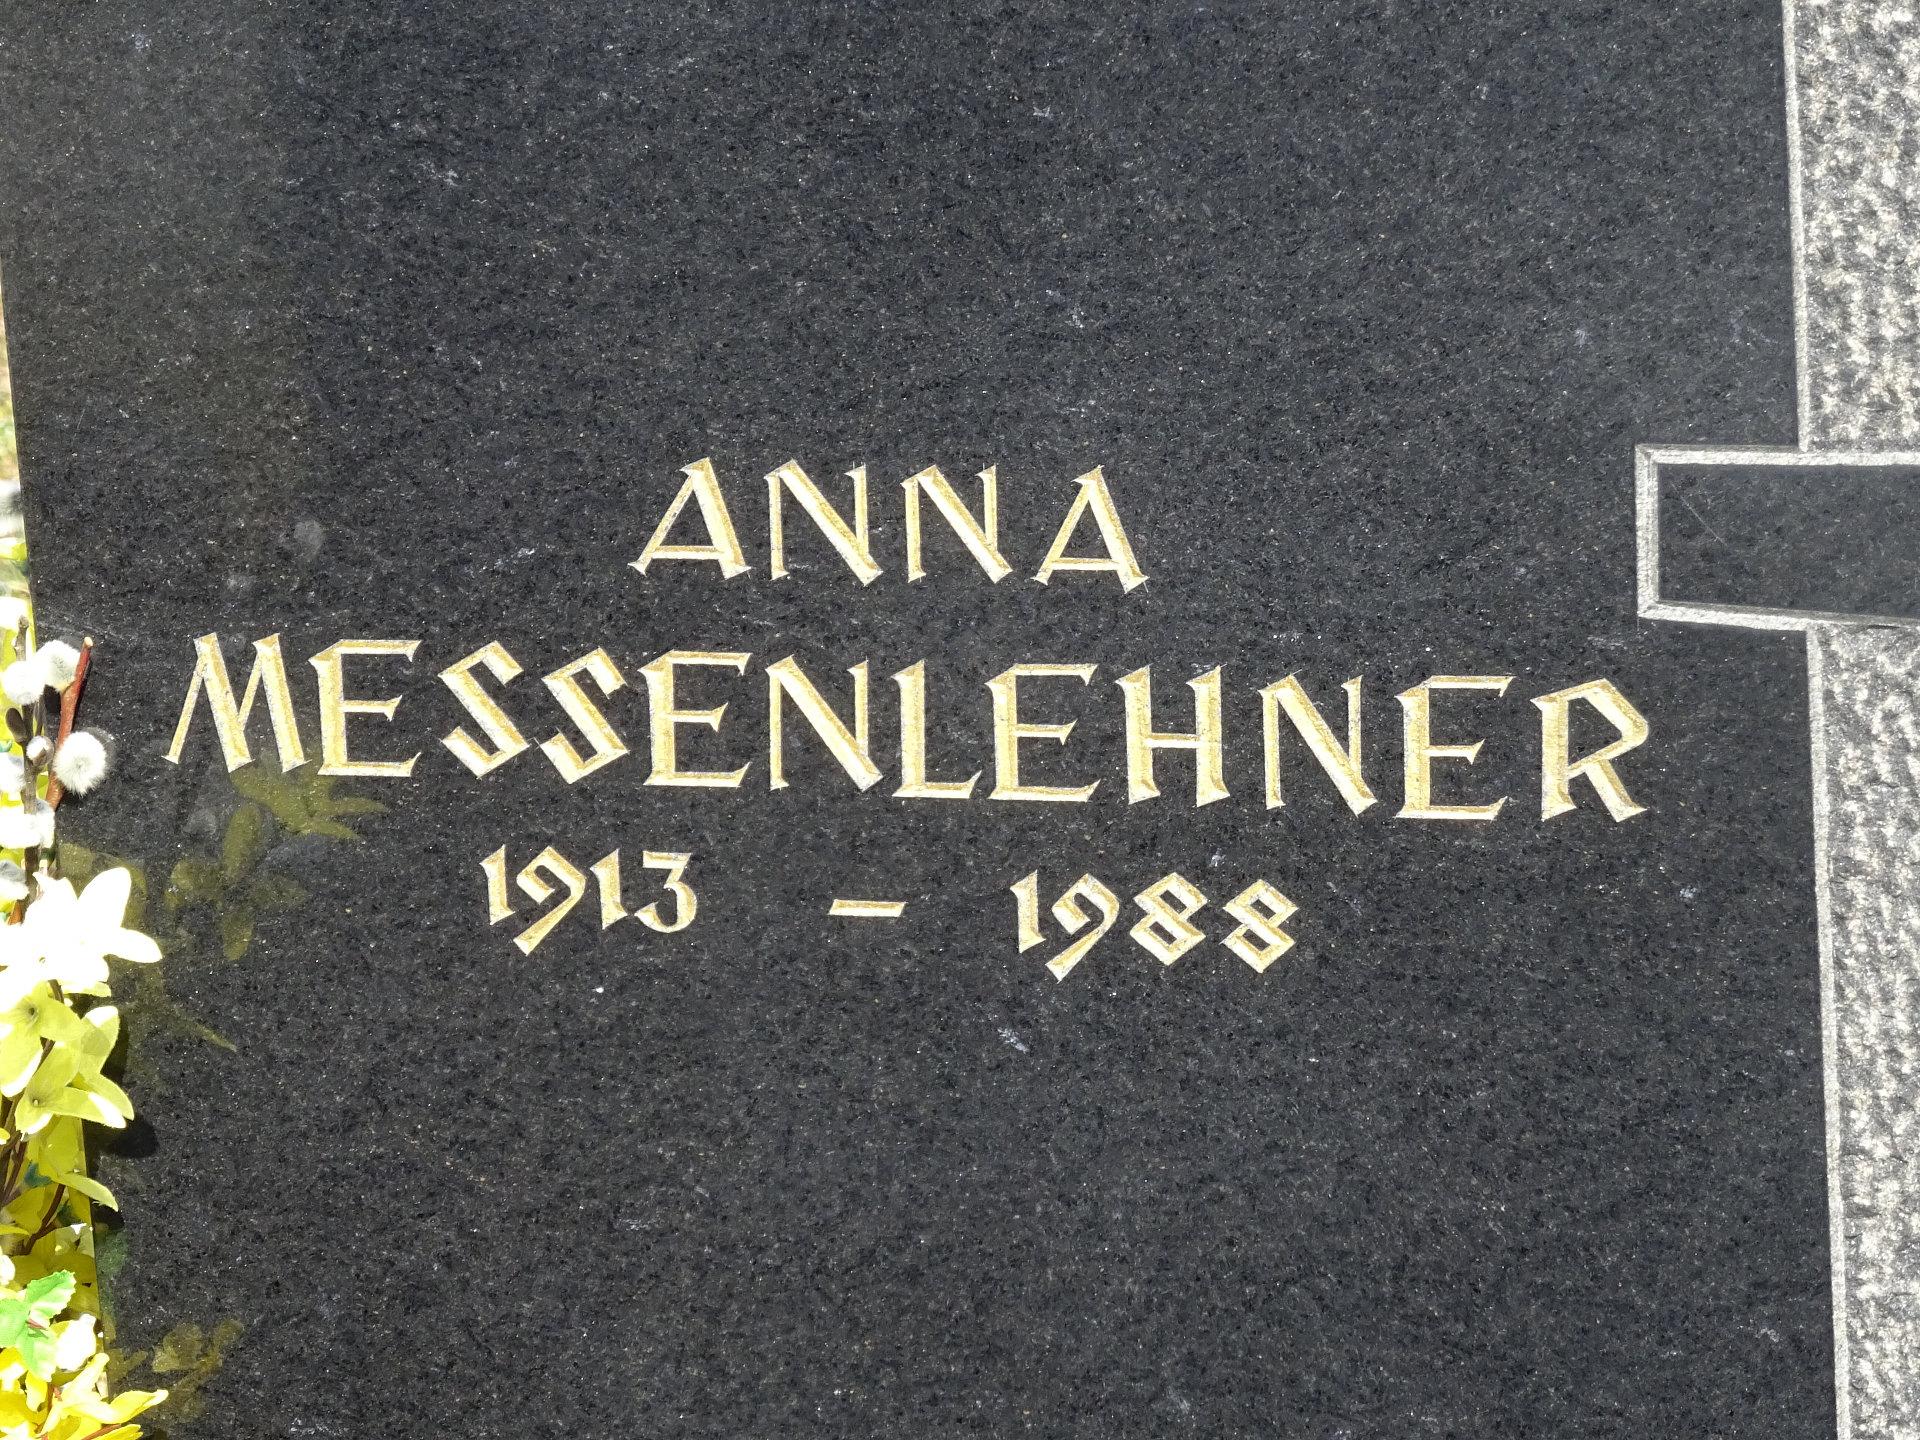 ANNA
MESSENLEHNER
1913 – 1988